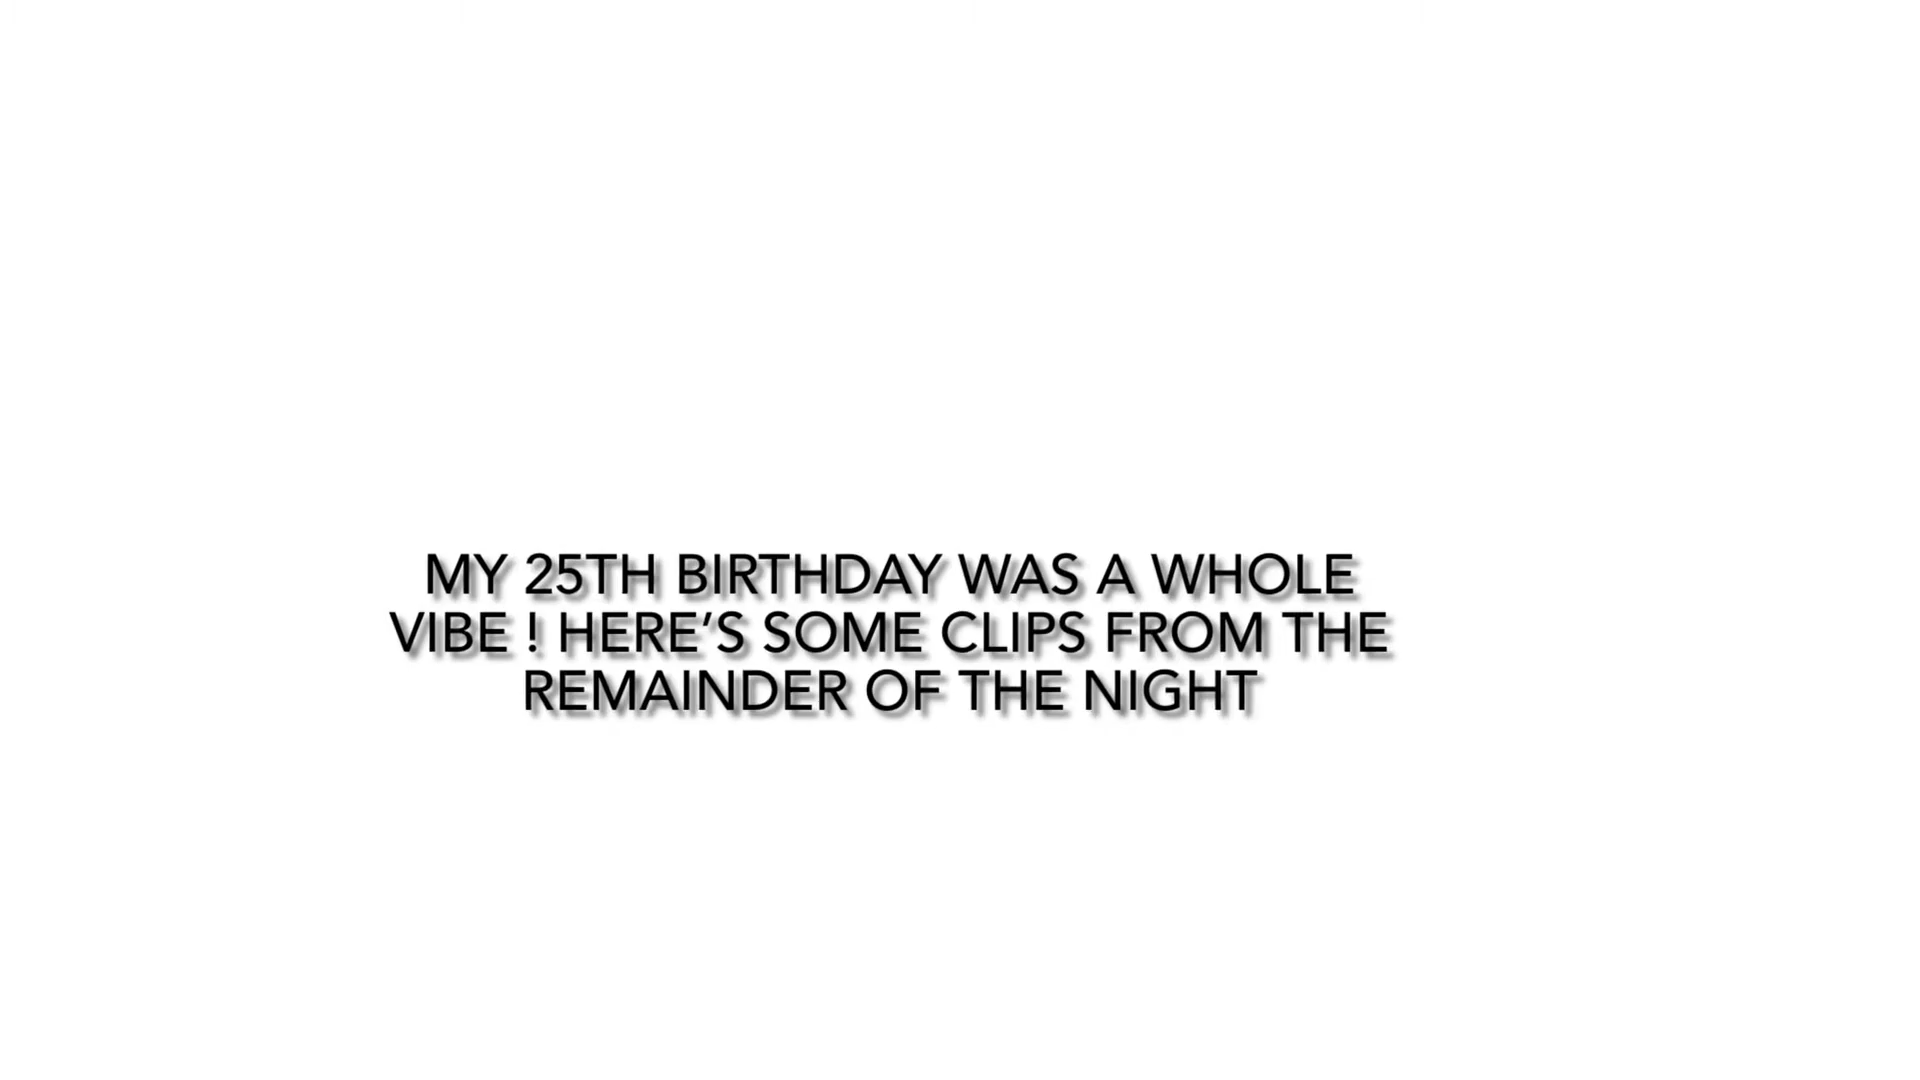 MY 25TH BIRTHDAY WAS A WHOLE
VIBE ! HERE’S SOME CLIPS FROM THE
REMAINDER OF THE NIGHT